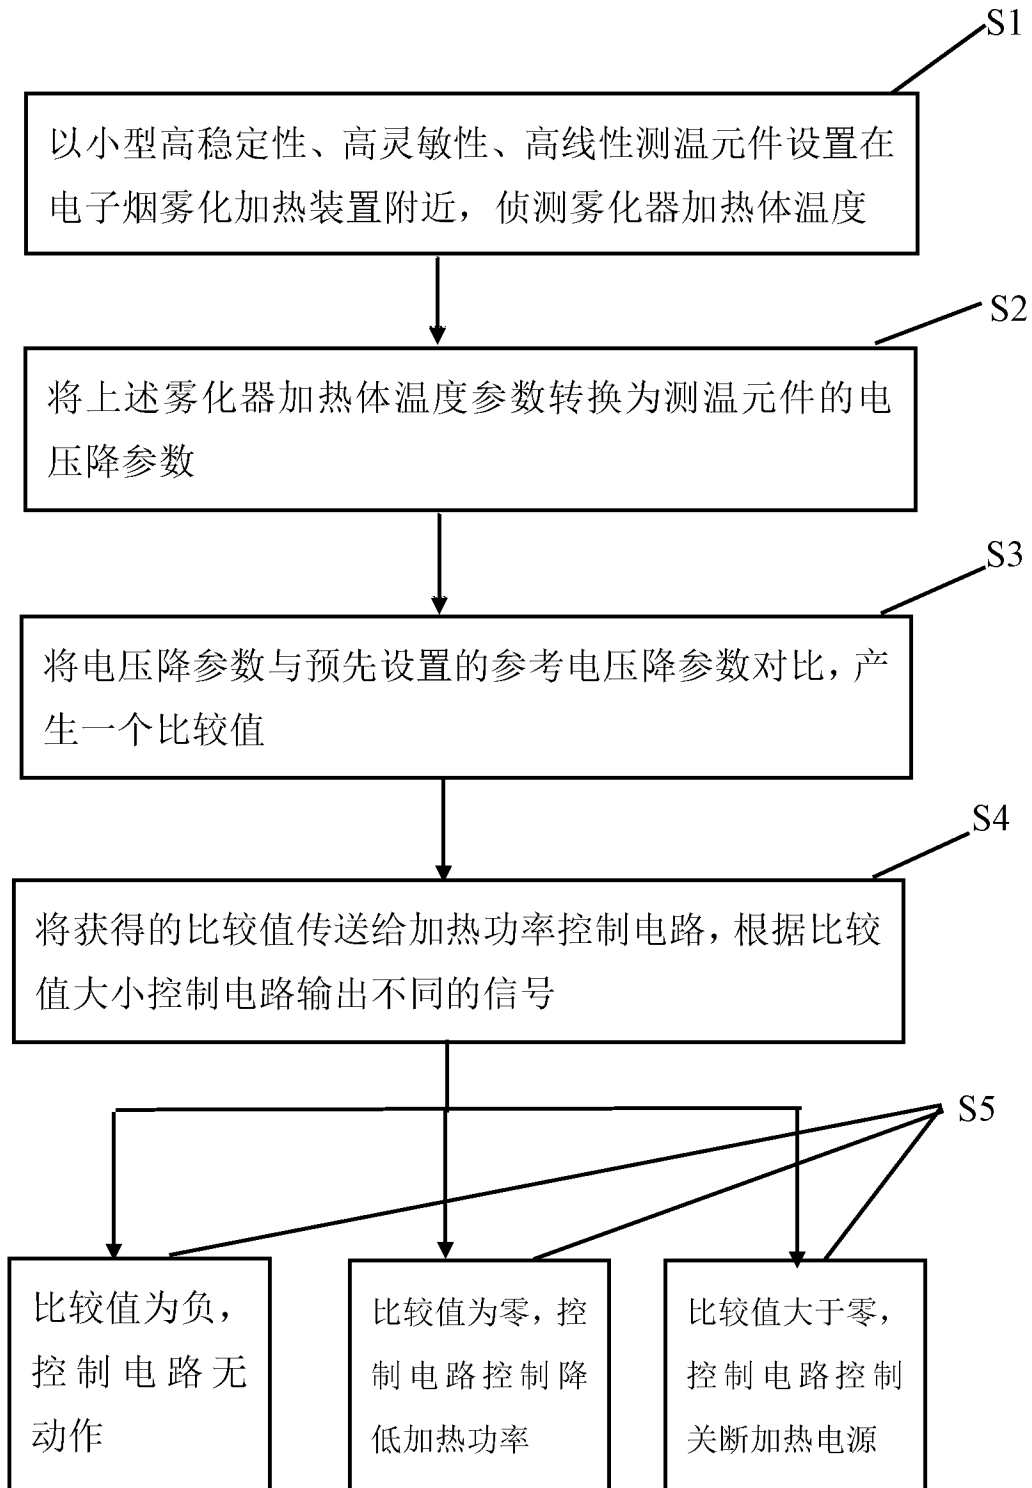 S1
以小型高稳定性、高灵敏性、高线性测温元件设置在
电子烟雾化加热装置附近，侦测雾化器加热体温度
S2
将上述雾化器加热体温度参数转换为测温元件的电
压降参数
S3
将电压降参数与预先设置的参考电压降参数对比，产
生一个比较值
S4
将获得的比较值传送给加热功率控制电路，根据比较
值大小控制电路输出不同的信号
S5
比较值为负，
控制电路无
动作
比较值为零，控
制电路控制降
低加热功率
比较值大于零，
控制电路控制
关断加热电源